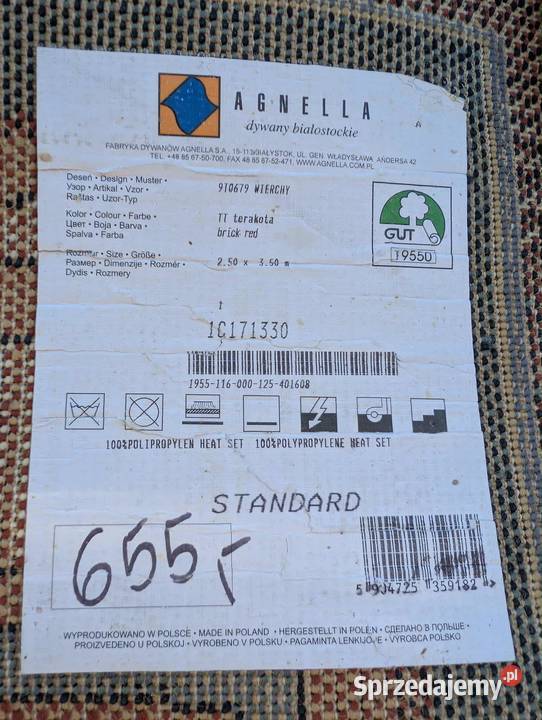 AGNELLA
dywany białostockie
FABRYKA DYWANÓW AGNELLA S.A., 15-113 BIAŁYSTOK, UL. GEN. WŁADYSŁAWA ANDERSA 42
TEL. +48 85 67-50-700, FAX 48 85 67-52-471, WWW.AGNELLA.COM.PL
Deseń • Design • Muster •
Узор • Artikal • Vzor •
Raštas • Uzor-Typ
9T0679 WIERCHY
Kolor • Colour • Farbe •
Цвет • Boja • Barva •
Spalva • Farba
TT terakota
brick red
Rozmiar • Size • Größe •
Размер • Dimenzije • Rozměr •
Dydis • Rozmery
2.50 x 3.50 m
GUT
19550
t
1C171330
1955-116-000-125-401608
100%POLIPROPYLEN HEAT SET 100%POLYPROPYLENE HEAT SET
STANDARD
655,-
5 904725 359182 >
WYPRODUKOWANO W POLSCE • MADE IN POLAND • HERGESTELLT IN POLEN • СДЕЛАНО В ПОЛЬШЕ •
PROIZVEDENO U POLJSKOJ • VYROBENO V POLSKU • PAGAMINTA LENKIJOJE • VÝROBCA POLSKO
Sprzedajemy.pl